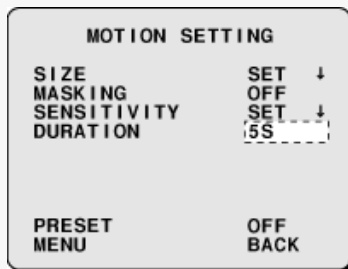 MOTION SETTING
SIZE SET ↓
MASKING OFF
SENSITIVITY SET ↓
DURATION 5S
PRESET OFF
MENU BACK